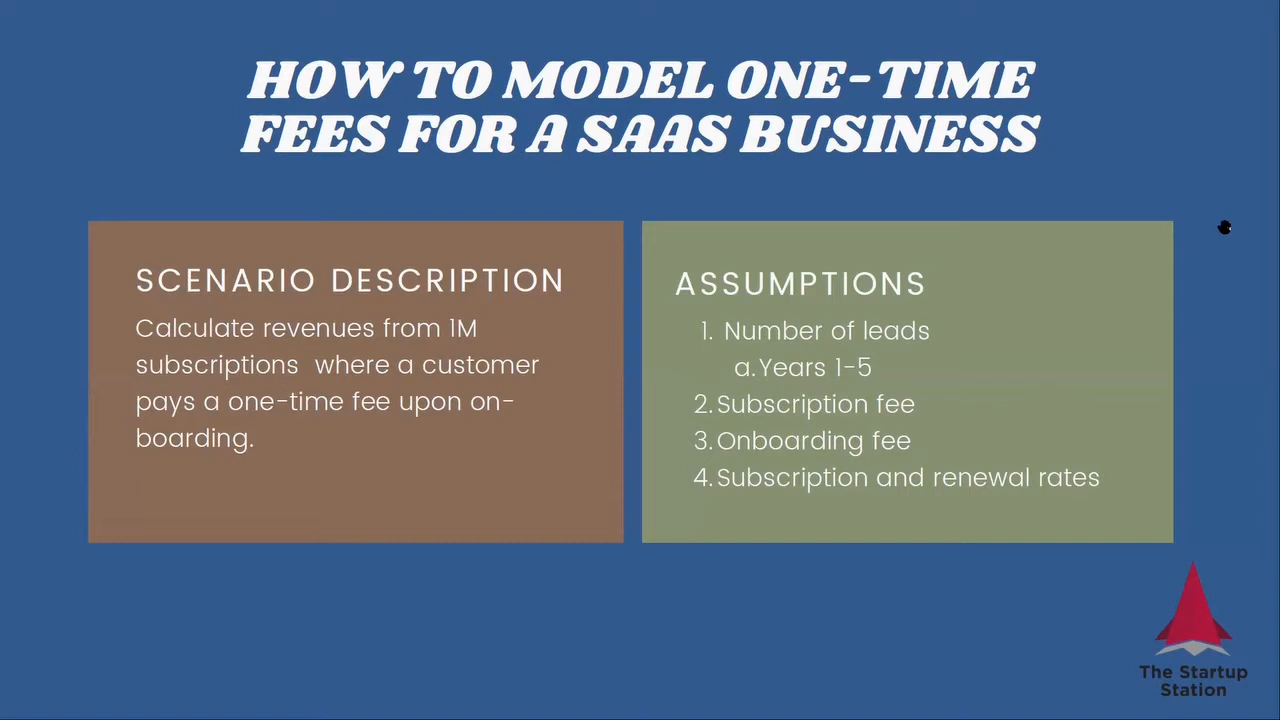 HOW TO MODEL ONE-TIME
FEES FOR A SAAS BUSINESS
SCENARIO DESCRIPTION
Calculate revenues from 1M
subscriptions where a customer
pays a one-time fee upon on-
boarding.
ASSUMPTIONS
1. Number of leads
a. Years 1-5
2. Subscription fee
3. Onboarding fee
4. Subscription and renewal rates
The Startup
Station